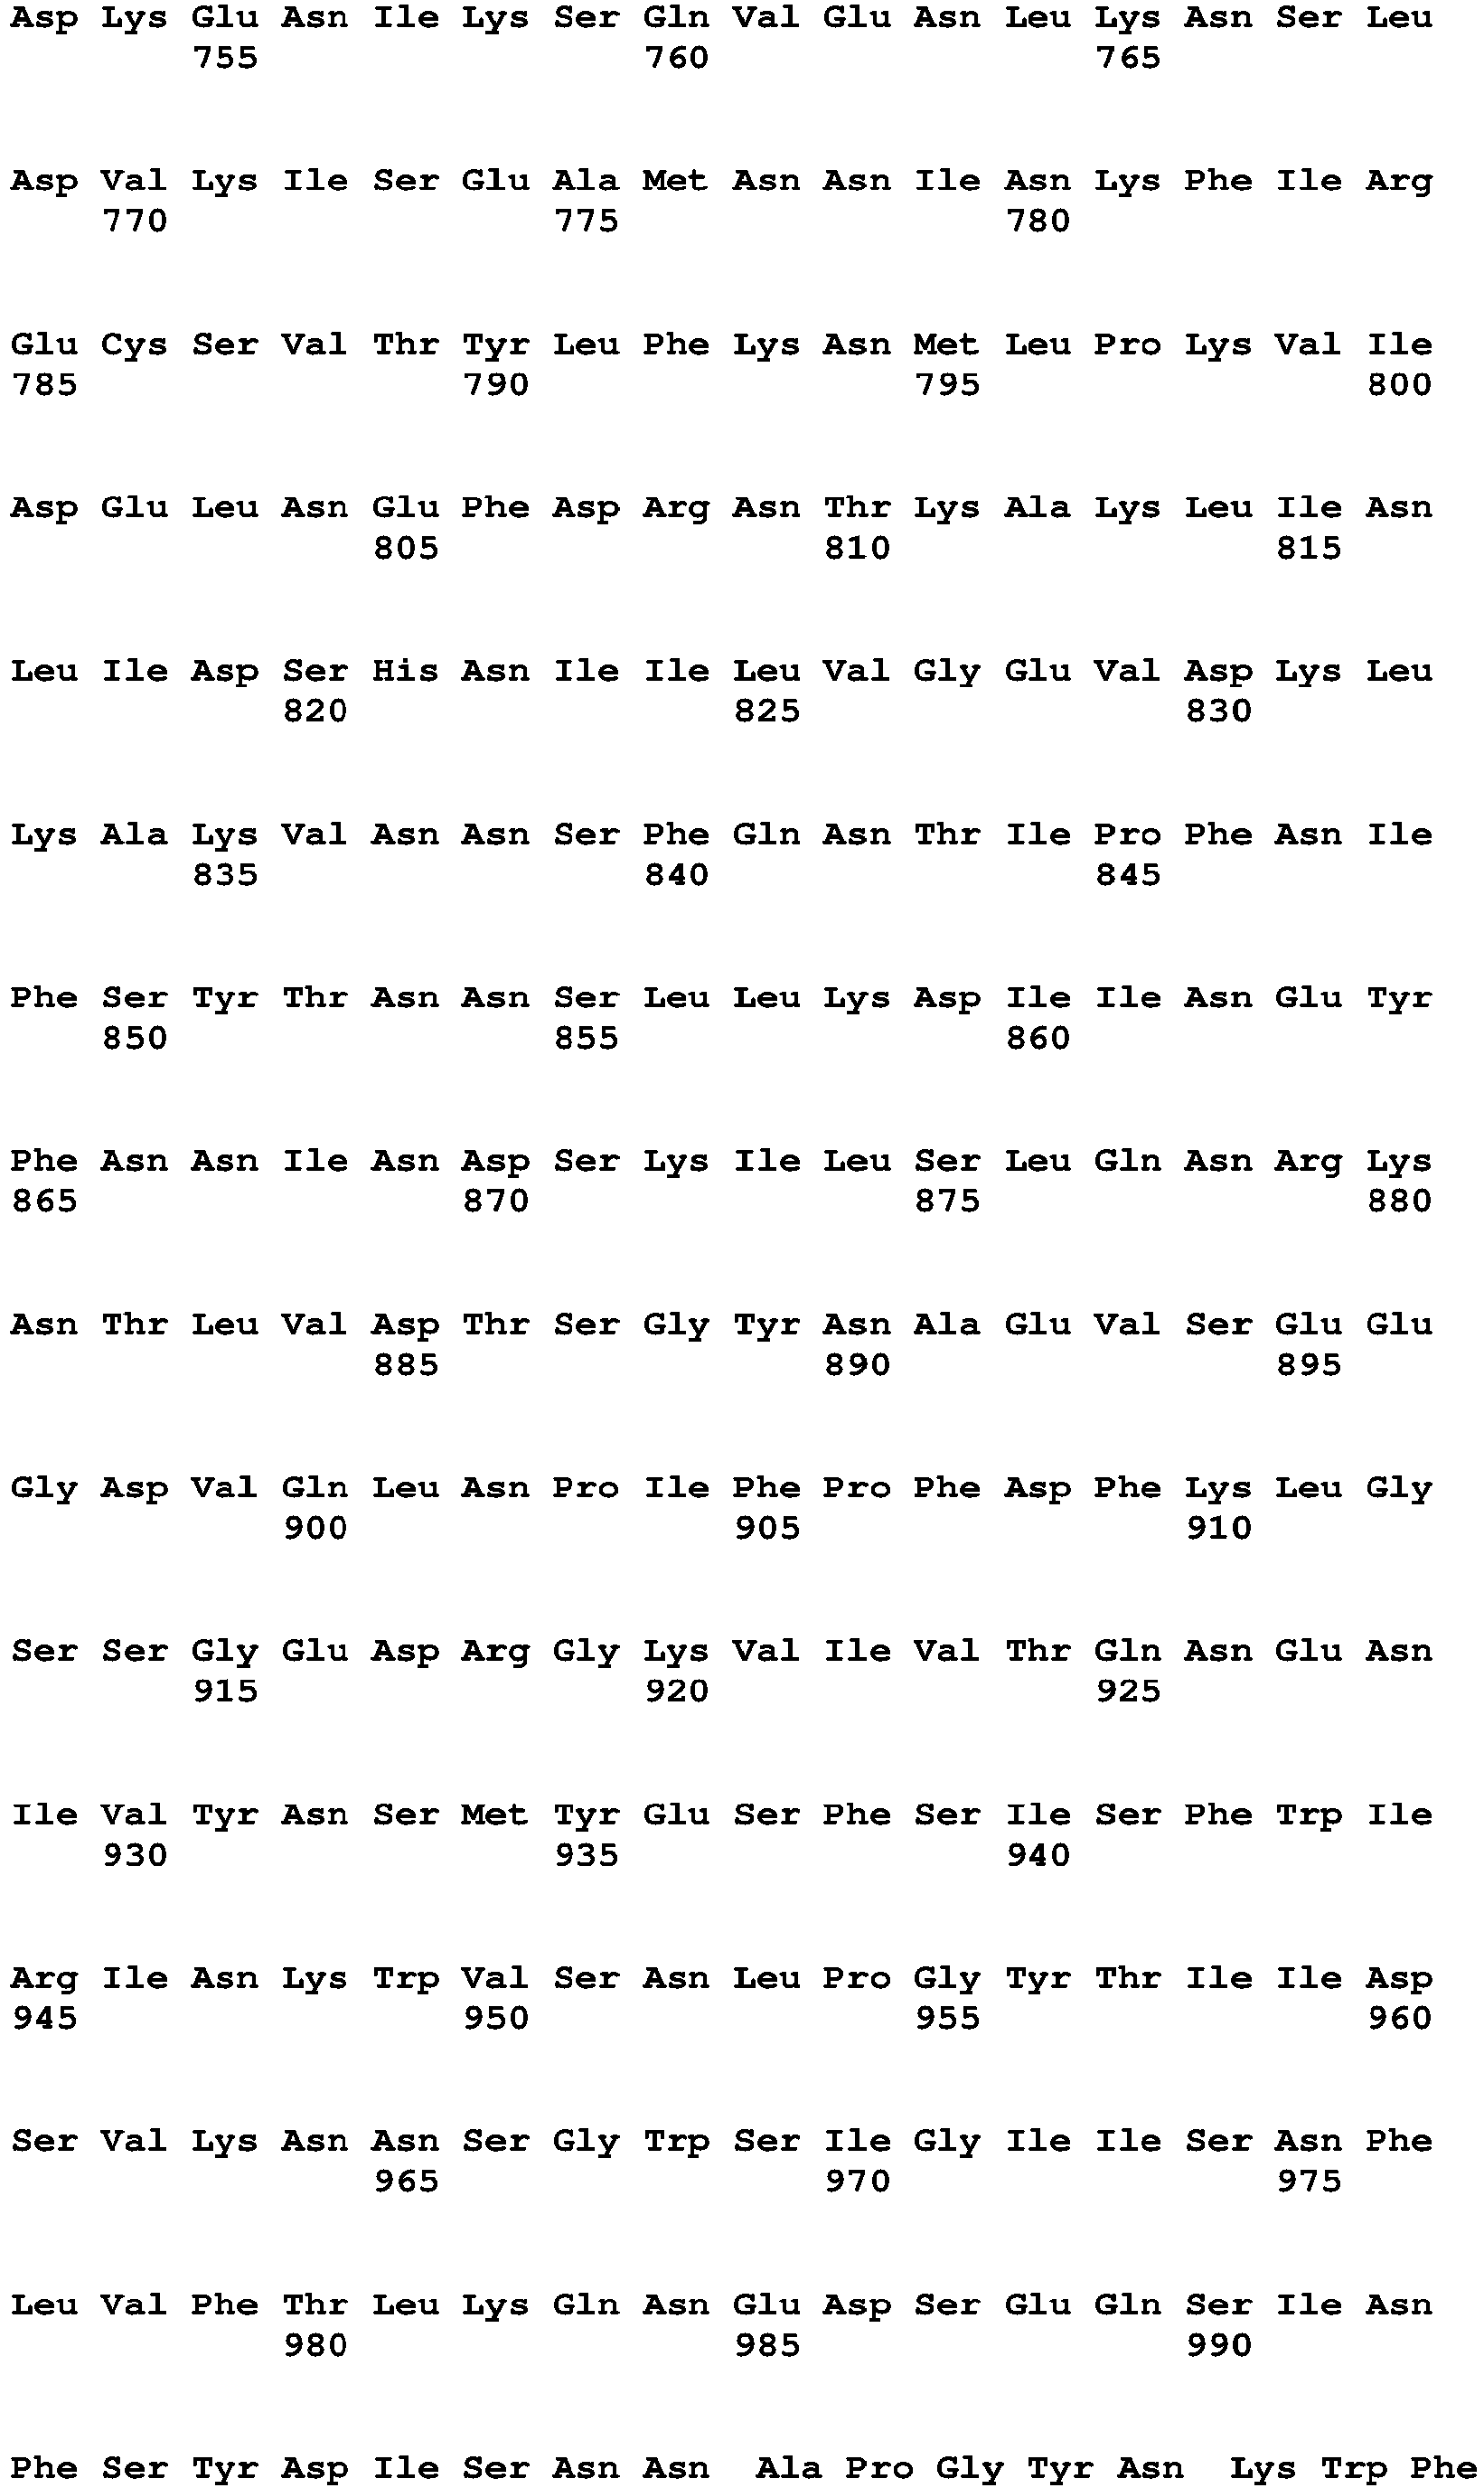 Asp Lys Glu Asn Ile Lys Ser Gln Val Glu Asn Leu Lys Asn Ser Leu
755 760 765
Asp Val Lys Ile Ser Glu Ala Met Asn Asn Ile Asn Lys Phe Ile Arg
770 775 780
Glu Cys Ser Val Thr Tyr Leu Phe Lys Asn Met Leu Pro Lys Val Ile
785 790 795 800
Asp Glu Leu Asn Glu Phe Asp Arg Asn Thr Lys Ala Lys Leu Ile Asn
805 810 815
Leu Ile Asp Ser His Asn Ile Ile Leu Val Gly Glu Val Asp Lys Leu
820 825 830
Lys Ala Lys Val Asn Asn Ser Phe Gln Asn Thr Ile Pro Phe Asn Ile
835 840 845
Phe Ser Tyr Thr Asn Asn Ser Leu Leu Lys Asp Ile Ile Asn Glu Tyr
850 855 860
Phe Asn Asn Ile Asn Asp Ser Lys Ile Leu Ser Leu Gln Asn Arg Lys
865 870 875 880
Asn Thr Leu Val Asp Thr Ser Gly Tyr Asn Ala Glu Val Ser Glu Glu
885 890 895
Gly Asp Val Gln Leu Asn Pro Ile Phe Pro Phe Asp Phe Lys Leu Gly
900 905 910
Ser Ser Gly Glu Asp Arg Gly Lys Val Ile Val Thr Gln Asn Glu Asn
915 920 925
Ile Val Tyr Asn Ser Met Tyr Glu Ser Phe Ser Ile Ser Phe Trp Ile
930 935 940
Arg Ile Asn Lys Trp Val Ser Asn Leu Pro Gly Tyr Thr Ile Ile Asp
945 950 955 960
Ser Val Lys Asn Asn Ser Gly Trp Ser Ile Gly Ile Ile Ser Asn Phe
965 970 975
Leu Val Phe Thr Leu Lys Gln Asn Glu Asp Ser Glu Gln Ser Ile Asn
980 985 990
Phe Ser Tyr Asp Ile Ser Asn Asn Ala Pro Gly Tyr Asn Lys Trp Phe